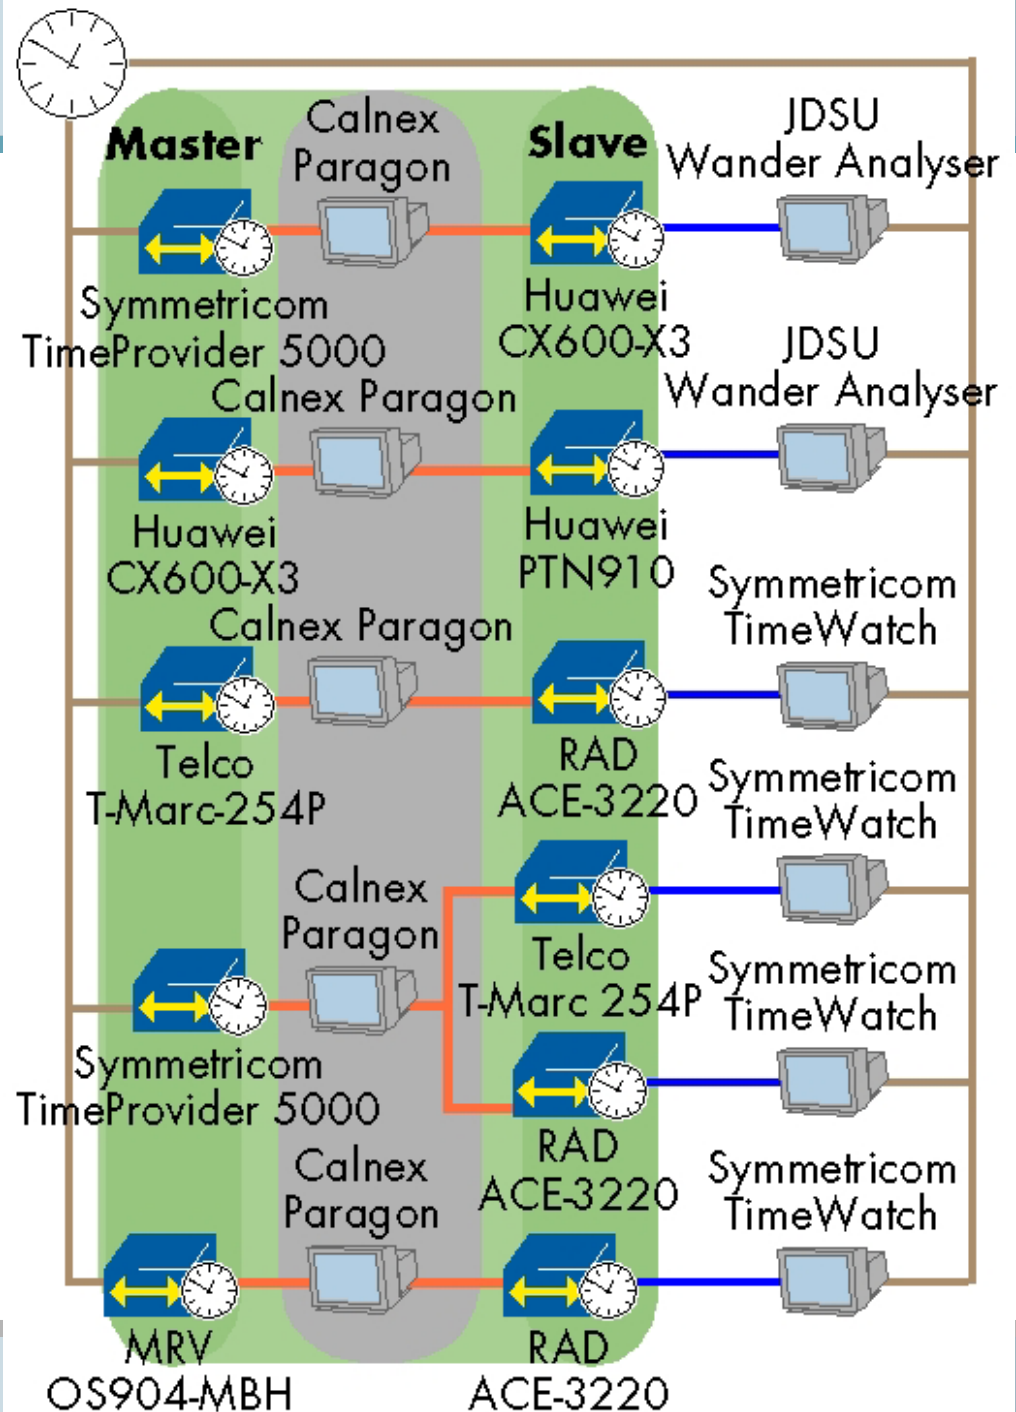 Master
Calnex
Paragon
Slave
JDSU
Wander Analyser
Symmetricom
TimeProvider 5000
Huawei
CX600-X3
Calnex Paragon
JDSU
Wander Analyser
Huawei
CX600-X3
Huawei
PTN910
Calnex Paragon
Symmetricom
TimeWatch
Telco
T-Marc-254P
RAD
ACE-3220
Symmetricom
TimeWatch
Calnex
Paragon
Telco
T-Marc 254P
Symmetricom
TimeWatch
Symmetricom
TimeProvider 5000
RAD
ACE-3220
Calnex
Paragon
Symmetricom
TimeWatch
MRV
OS904-MBH
RAD
ACE-3220